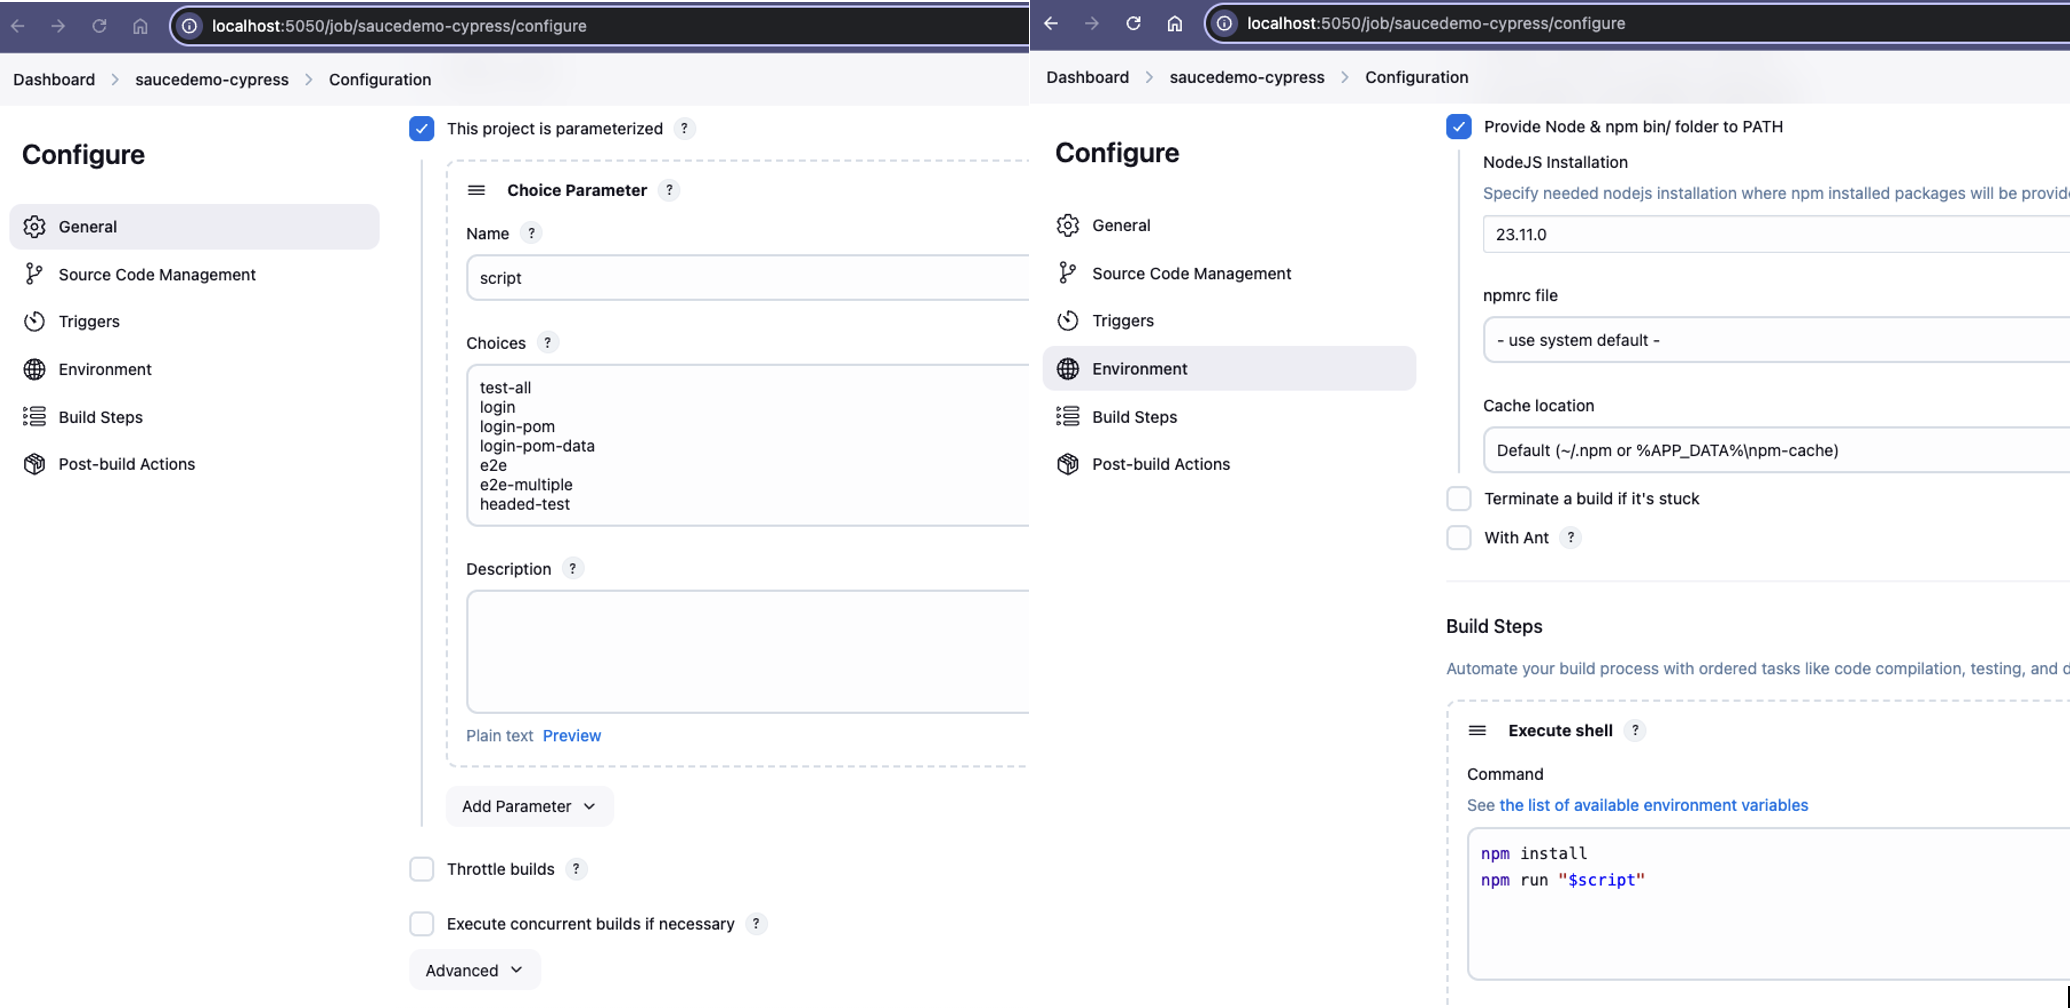 localhost:5050/job/saucedemo-cypress/configure
Dashboard > saucedemo-cypress > Configuration
Configure
General
Source Code Management
Triggers
Environment
Build Steps
Post-build Actions
This project is parameterized ?
Choice Parameter ?
Name ?
script
Choices ?
test-all
login
login-pom
login-pom-data
e2e
e2e-multiple
headed-test
Description ?
Plain text Preview
Add Parameter
Throttle builds ?
Execute concurrent builds if necessary ?
Advanced
localhost:5050/job/saucedemo-cypress/configure
Dashboard > saucedemo-cypress > Configuration
Configure
General
Source Code Management
Triggers
Environment
Build Steps
Post-build Actions
Provide Node & npm bin/ folder to PATH
NodeJS Installation
Specify needed nodejs installation where npm installed packages will be provid
23.11.0
npmrc file
- use system default -
Cache location
Default (~/.npm or %APP_DATA%\npm-cache)
Terminate a build if it's stuck
With Ant ?
Build Steps
Automate your build process with ordered tasks like code compilation, testing, and d
Execute shell ?
Command
See the list of available environment variables
npm install
npm run "$script"